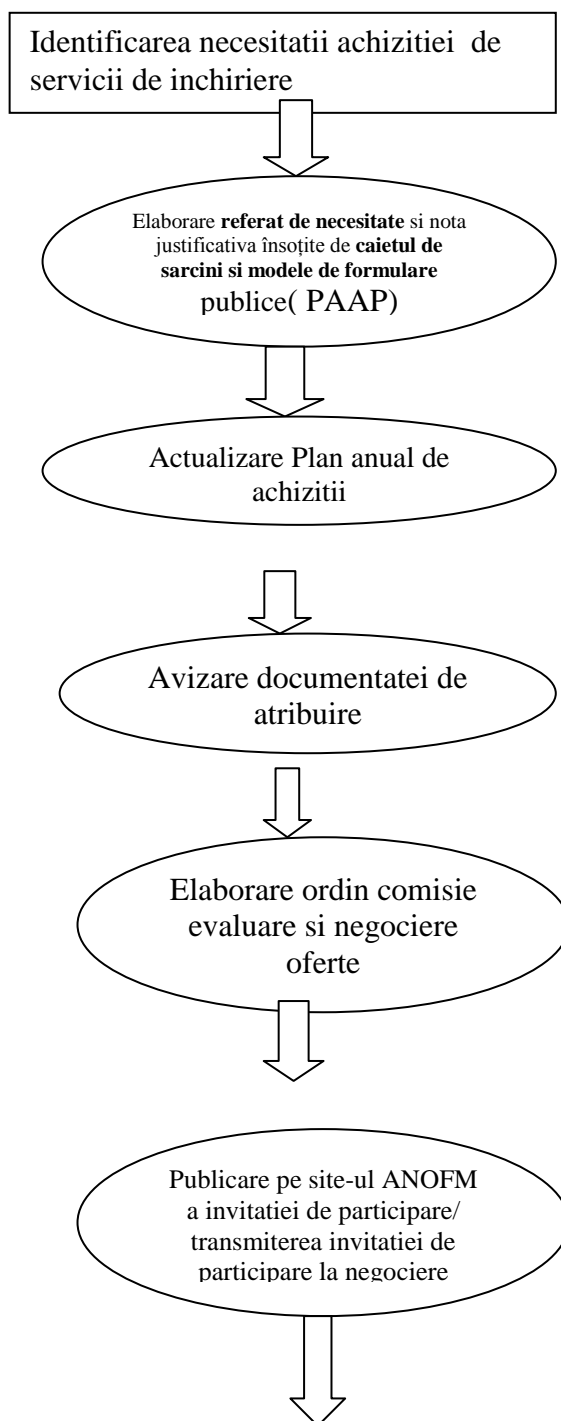 Identificarea necesitatii achizitiei de
servicii de inchiriere
Elaborare referat de necesitate si nota
justificativa însoțite de caietul de
sarcini si modele de formulare
publice( PAAP)
Actualizare Plan anual de
achizitii
Avizare documentatei de
atribuire
Elaborare ordin comisie
evaluare si negociere
oferte
Publicare pe site-ul ANOFM
a invitatiei de participare/
transmiterea invitatiei de
participare la negociere